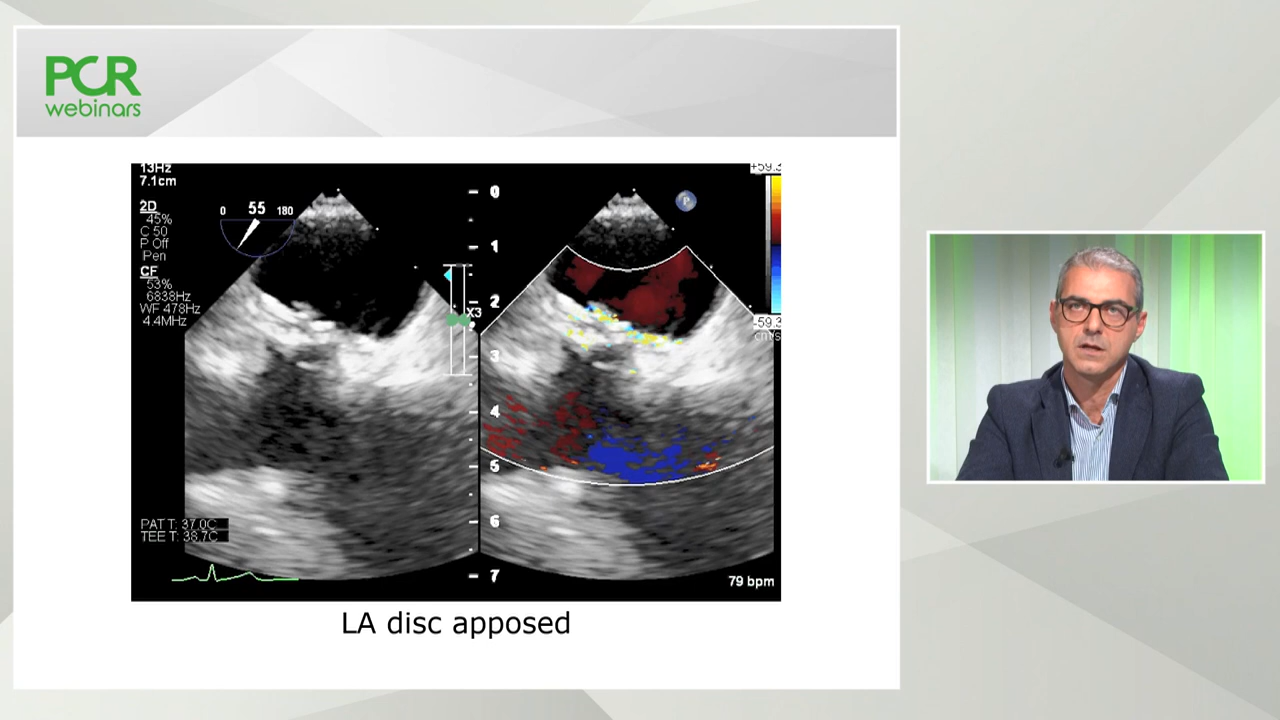 PCR
webinars
13Hz
7.1cm
2D
45%
C 50
P Off
Pen
CF
53%
6838Hz
WF 478Hz
4.4MHz
0 55 180
X3
0
1
2
3
4
5
6
7
P
+59.3
-59.3
cm/s
PAT T: 37.0C
TEE T: 38.7C
79 bpm
LA disc apposed